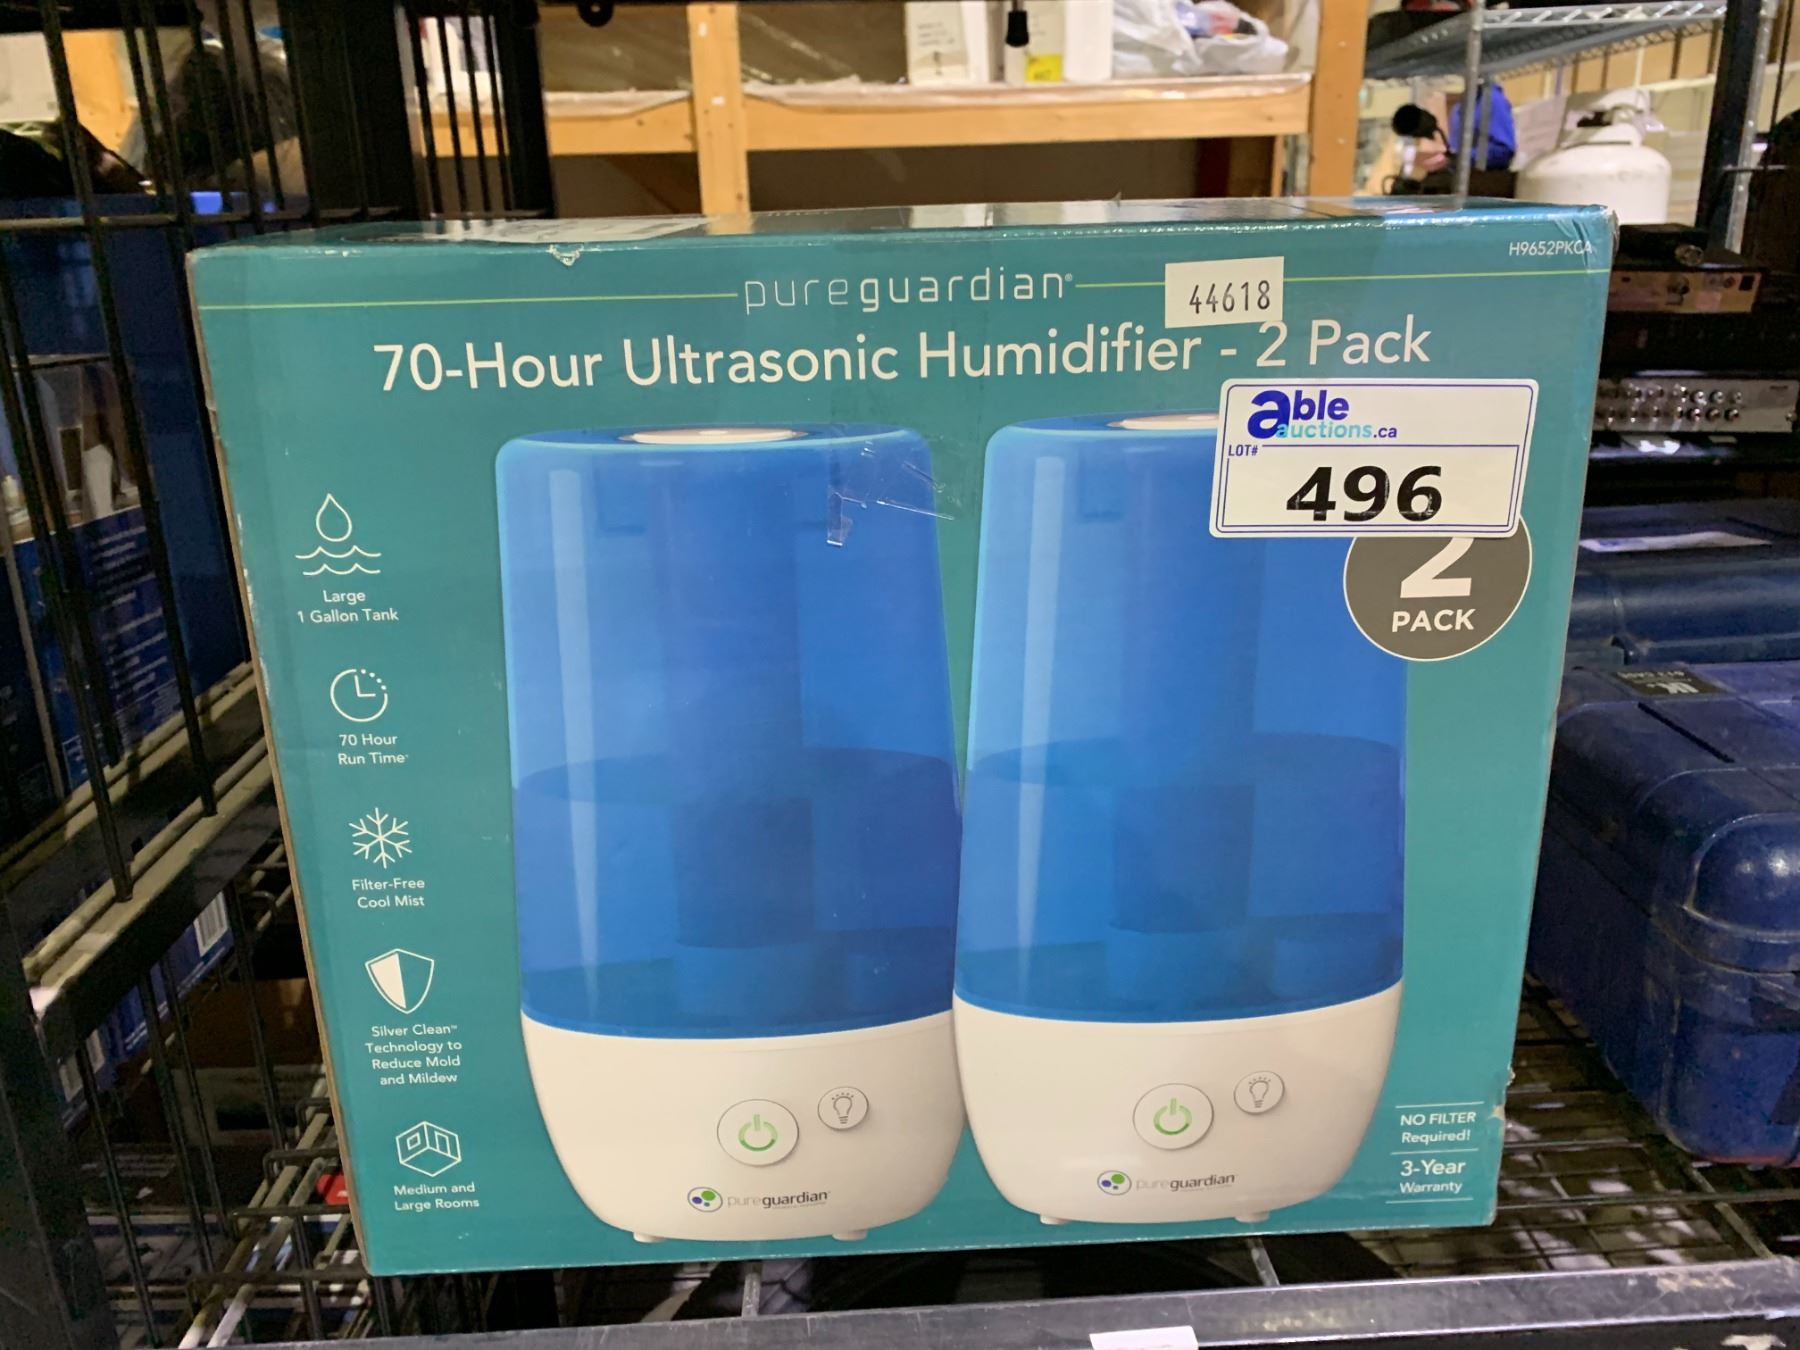 H9652PKCA
pureguardian®
44618
70-Hour Ultrasonic Humidifier - 2 Pack
able
auctions.ca
LOT#
496
2
PACK
Large
1 Gallon Tank
70 Hour
Run Time
Filter-Free
Cool Mist
Silver Clean™
Technology to
Reduce Mold
and Mildew
Medium and
Large Rooms
pureguardian
pureguardian
NO FILTER
Required!
3-Year
Warranty